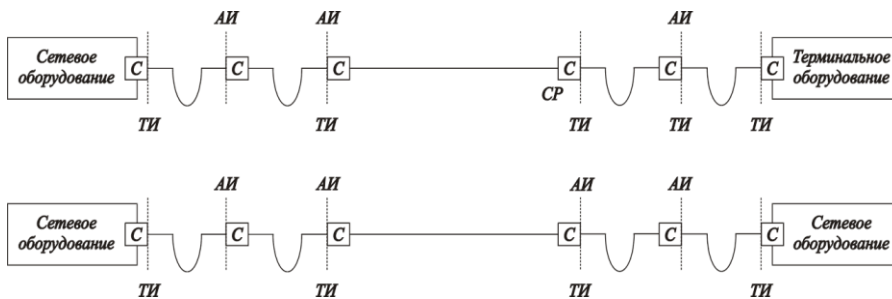 АИ АИ АИ
Сетевое оборудование С С С С С С Терминальное оборудование
СР
ТИ ТИ ТИ ТИ ТИ
АИ АИ АИ АИ
Сетевое оборудование С С С С С С Сетевое оборудование
ТИ ТИ ТИ ТИ